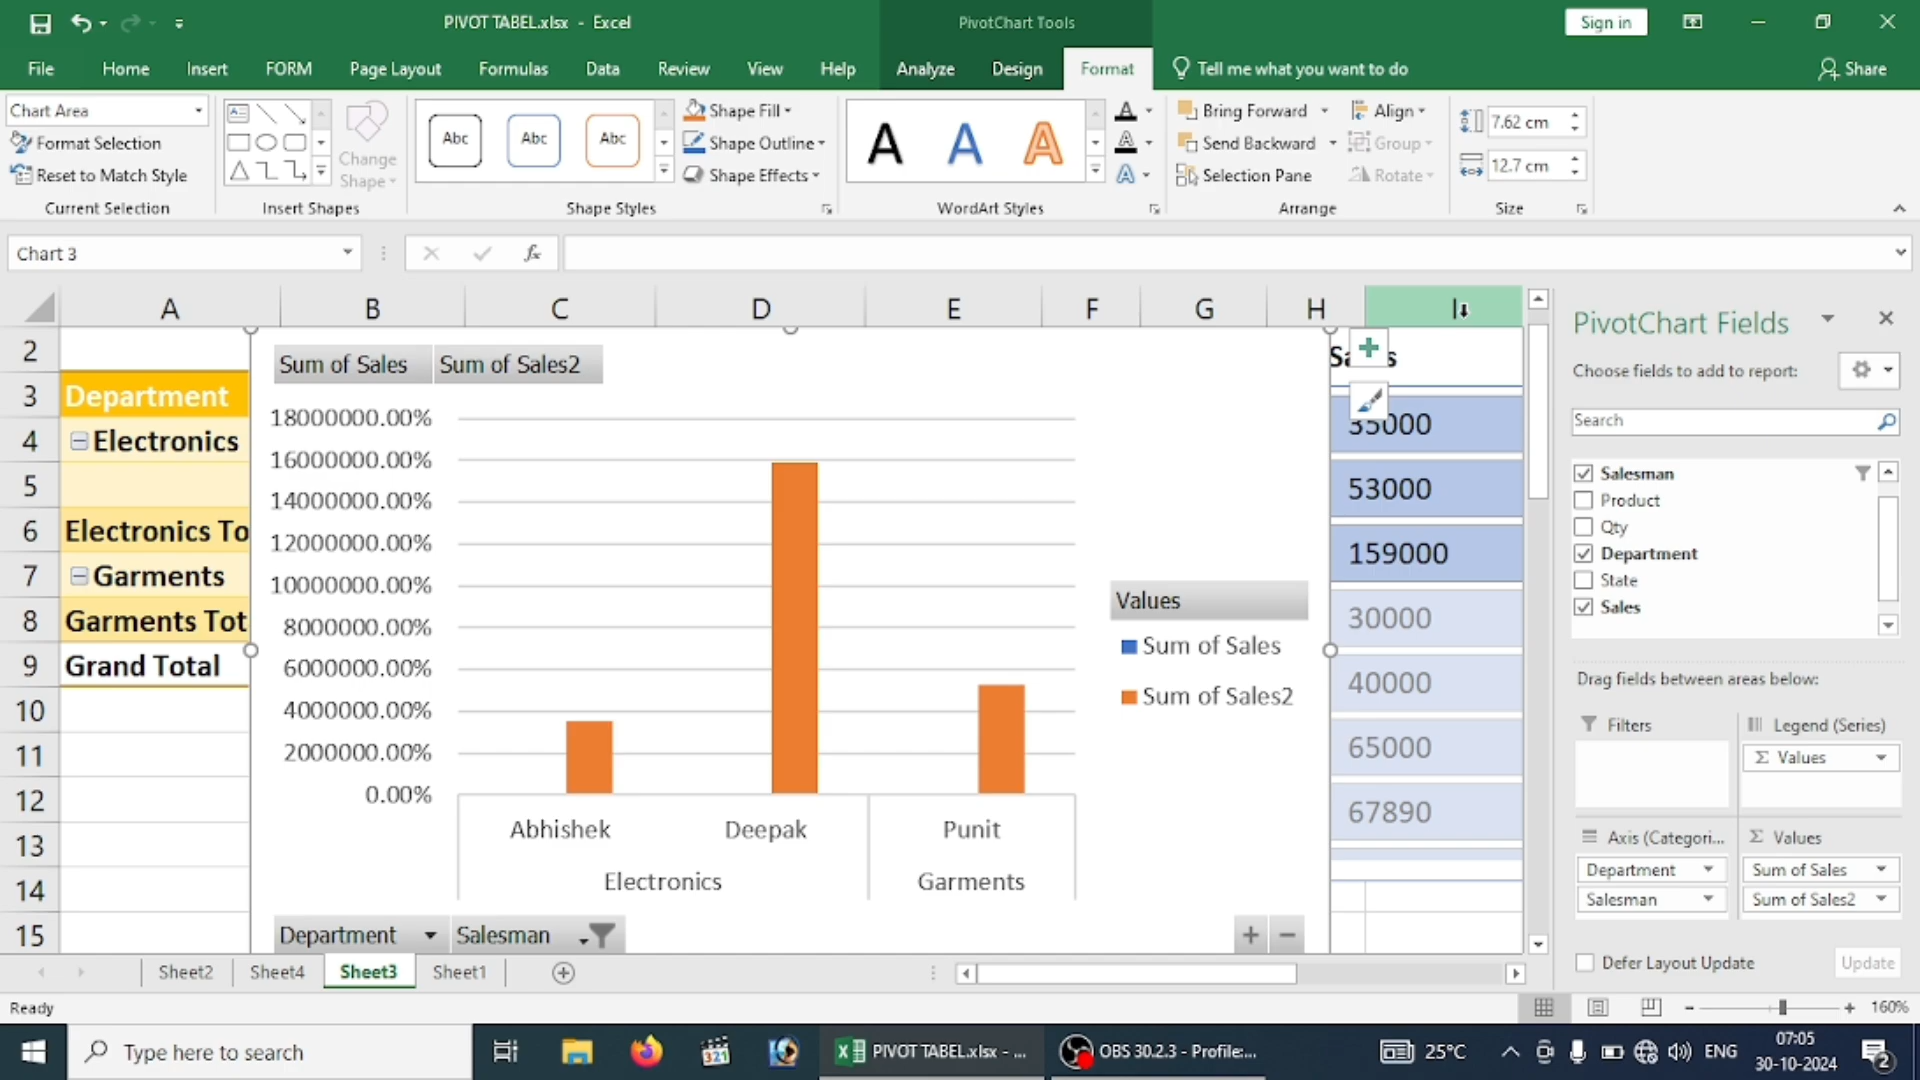 PIVOT TABEL.xlsx - Excel
PivotChart Tools
Sign in
File
Home
Insert
FORM
Page Layout
Formulas
Data
Review
View
Help
Analyze
Design
Format
Tell me what you want to do
Share
Chart Area
Format Selection
Reset to Match Style
Current Selection
Change Shape
Insert Shapes
Abc
Abc
Abc
Shape Fill
Shape Outline
Shape Effects
Shape Styles
A A A
WordArt Styles
Bring Forward
Send Backward
Selection Pane
Align
Group
Rotate
Arrange
7.62 cm
12.7 cm
Size
Chart 3
fx
A B C D E F G H I
2
3 Department
4 Electronics
5
6 Electronics To
7 Garments
8 Garments Tot
9 Grand Total
10
11
12
13
14
15
Sum of Sales
Sum of Sales2
18000000.00%
16000000.00%
14000000.00%
12000000.00%
10000000.00%
8000000.00%
6000000.00%
4000000.00%
2000000.00%
0.00%
Abhishek
Deepak
Punit
Electronics
Garments
Values
Sum of Sales
Sum of Sales2
Department
Salesman
35000
53000
159000
30000
40000
65000
67890
PivotChart Fields
Choose fields to add to report:
Search
Salesman
Product
Qty
Department
State
Sales
Drag fields between areas below:
Filters
Legend (Series)
Σ Values
Axis (Categori...
Σ Values
Department
Salesman
Sum of Sales
Sum of Sales2
Defer Layout Update
Update
Sheet2
Sheet4
Sheet3
Sheet1
Ready
160%
Type here to search
321
PIVOT TABEL.xlsx - ...
OBS 30.2.3 - Profile:...
25°C
ENG
07:05
30-10-2024
2